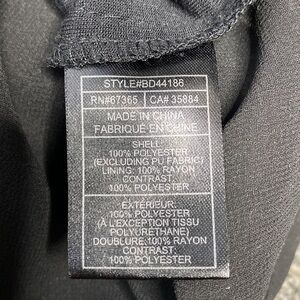 STYLE#BD44186
RN#67365 CA# 35884
MADE IN CHINA
FABRIQUÉ EN CHINE
SHELL:
100% POLYESTER
(EXCLUDING PU FABRIC)
LINING: 100% RAYON
CONTRAST:
100% POLYESTER
EXTÉRIEUR:
100% POLYESTER
(À L'EXCEPTION TISSU
POLYURÉTHANE)
DOUBLURE:100% RAYON
CONTRAST:
100% POLYESTER